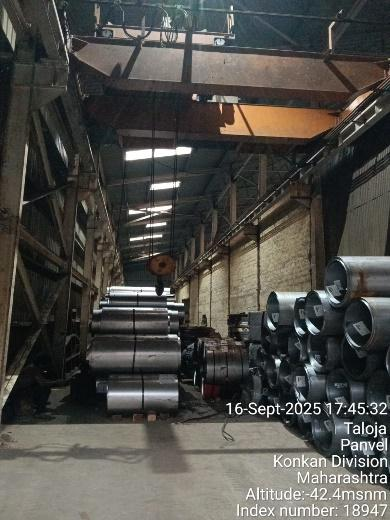 16-Sept-2025 17:45:32
Taloja
Panvel
Konkan Division
Maharashtra
Altitude:-42.4msnm
Index number: 18947